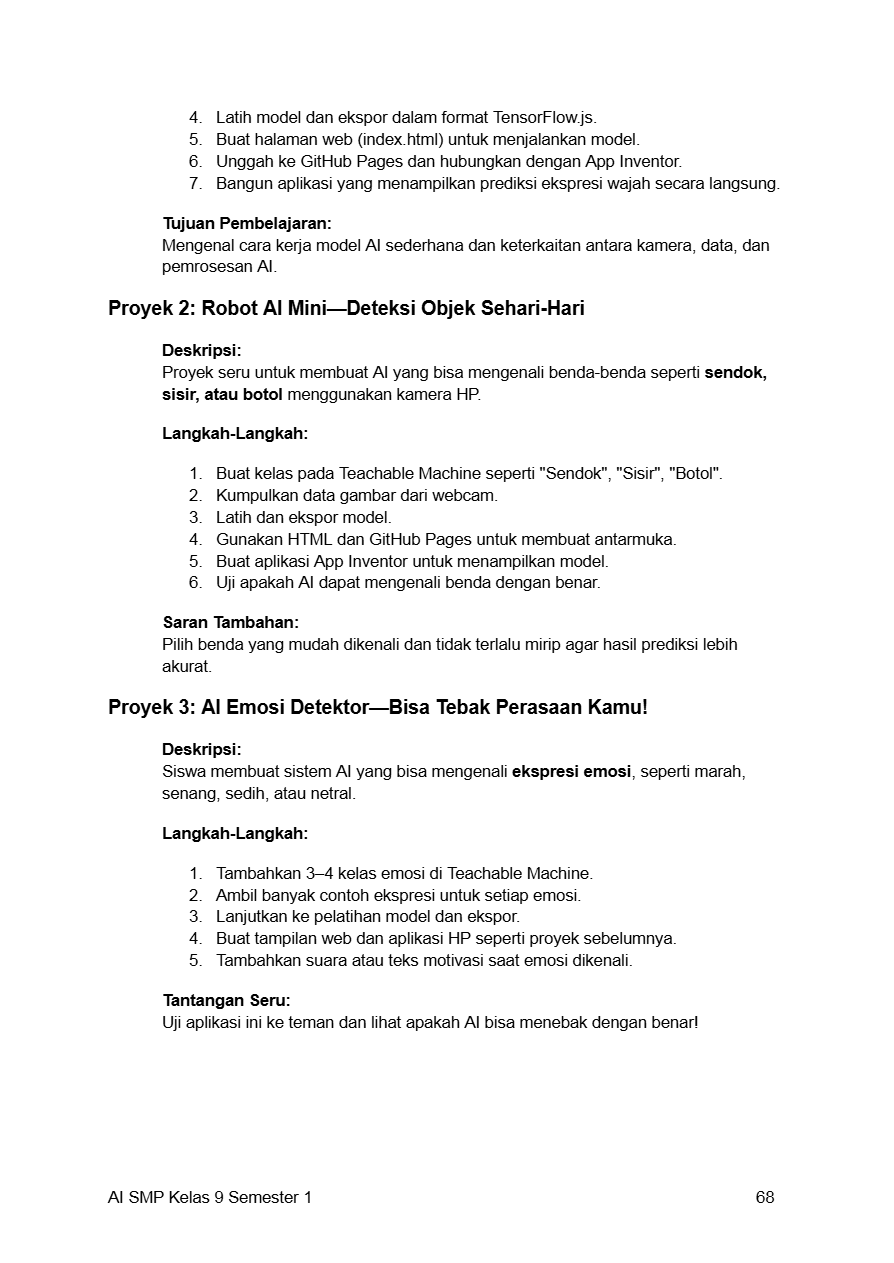 4. Latih model dan ekspor dalam format TensorFlow.js.
5. Buat halaman web (index.html) untuk menjalankan model.
6. Unggah ke GitHub Pages dan hubungkan dengan App Inventor.
7. Bangun aplikasi yang menampilkan prediksi ekspresi wajah secara langsung.
Tujuan Pembelajaran:
Mengenal cara kerja model AI sederhana dan keterkaitan antara kamera, data, dan
pemrosesan AI.
Proyek 2: Robot AI Mini—Deteksi Objek Sehari-Hari
Deskripsi:
Proyek seru untuk membuat AI yang bisa mengenali benda-benda seperti sendok,
sisir, atau botol menggunakan kamera HP.
Langkah-Langkah:
1. Buat kelas pada Teachable Machine seperti "Sendok", "Sisir", "Botol".
2. Kumpulkan data gambar dari webcam.
3. Latih dan ekspor model.
4. Gunakan HTML dan GitHub Pages untuk membuat antarmuka.
5. Buat aplikasi App Inventor untuk menampilkan model.
6. Uji apakah AI dapat mengenali benda dengan benar.
Saran Tambahan:
Pilih benda yang mudah dikenali dan tidak terlalu mirip agar hasil prediksi lebih
akurat.
Proyek 3: AI Emosi Detektor—Bisa Tebak Perasaan Kamu!
Deskripsi:
Siswa membuat sistem AI yang bisa mengenali ekspresi emosi, seperti marah,
senang, sedih, atau netral.
Langkah-Langkah:
1. Tambahkan 3–4 kelas emosi di Teachable Machine.
2. Ambil banyak contoh ekspresi untuk setiap emosi.
3. Lanjutkan ke pelatihan model dan ekspor.
4. Buat tampilan web dan aplikasi HP seperti proyek sebelumnya.
5. Tambahkan suara atau teks motivasi saat emosi dikenali.
Tantangan Seru:
Uji aplikasi ini ke teman dan lihat apakah AI bisa menebak dengan benar!
AI SMP Kelas 9 Semester 1 68